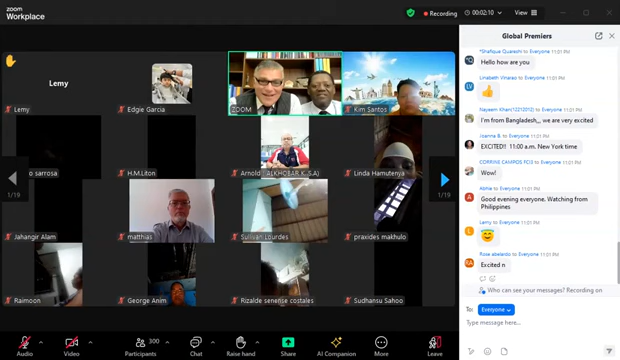 zoom
Workplace
Recording
00:02:10
View
Lemy
Lemy
Edgie Garcia
ZOOM
Kim Santos
o sarrosa
H.M.Liton
Arnold : ALKHOBAR K.(S.A)
Linda Hamutenya
1/19
1/19
Jahangir Alam
matthias
Sullivan Lourdes
praxides makhulo
Raimoon
George Anim
Rizalde senense costales
Sudhansu Sahoo
Audio
Video
Participants
300
Chat
Raise hand
Share
AI Companion
More
Leave
Global Premiers
"Shafique Quraishi to Everyone 11:01 PM
Hello how are you
LV
Linabeth Vinarao to Everyone 11:01 PM
Nayeem Khan(12210012) to Everyone 11:01 PM
I'm from Bangladesh,,, we are very excited
Joanna B. to Everyone 11:01 PM
EXCITED!! 11:00 a.m. New York time
CORRINE CAMPOS PCIS to Everyone 11:01 PM
Wow!
Abhie to Everyone 11:01 PM
A
Good evening everyone. Watching from
Philippines
Lemy to Everyone 11:01 PM
L
Rose abelardo to Everyone 11:01 PM
RA
Excited n
Who can see your messages? Recording on
To:
Everyone
Type message here...